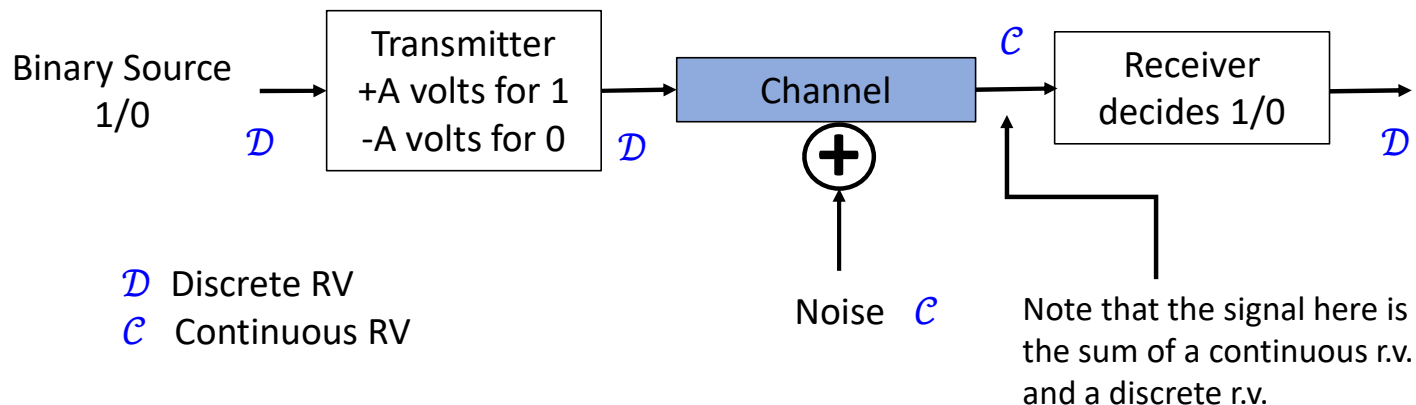 Binary Source
1/0
𝒟
Transmitter
+A volts for 1
-A volts for 0
𝒟
Channel
+
𝒞
Receiver
decides 1/0
𝒟
𝒟 Discrete RV
𝒞 Continuous RV
Noise 𝒞
Note that the signal here is
the sum of a continuous r.v.
and a discrete r.v.